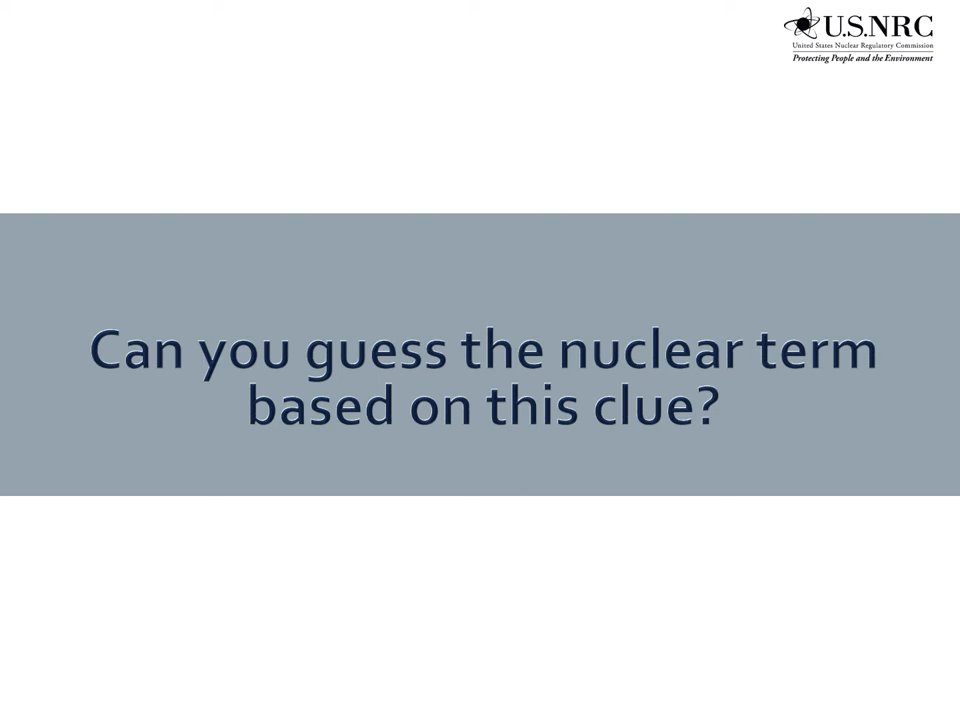 U.S.NRC
United States Nuclear Regulatory Commission
Protecting People and the Environment
Can you guess the nuclear term
based on this clue?